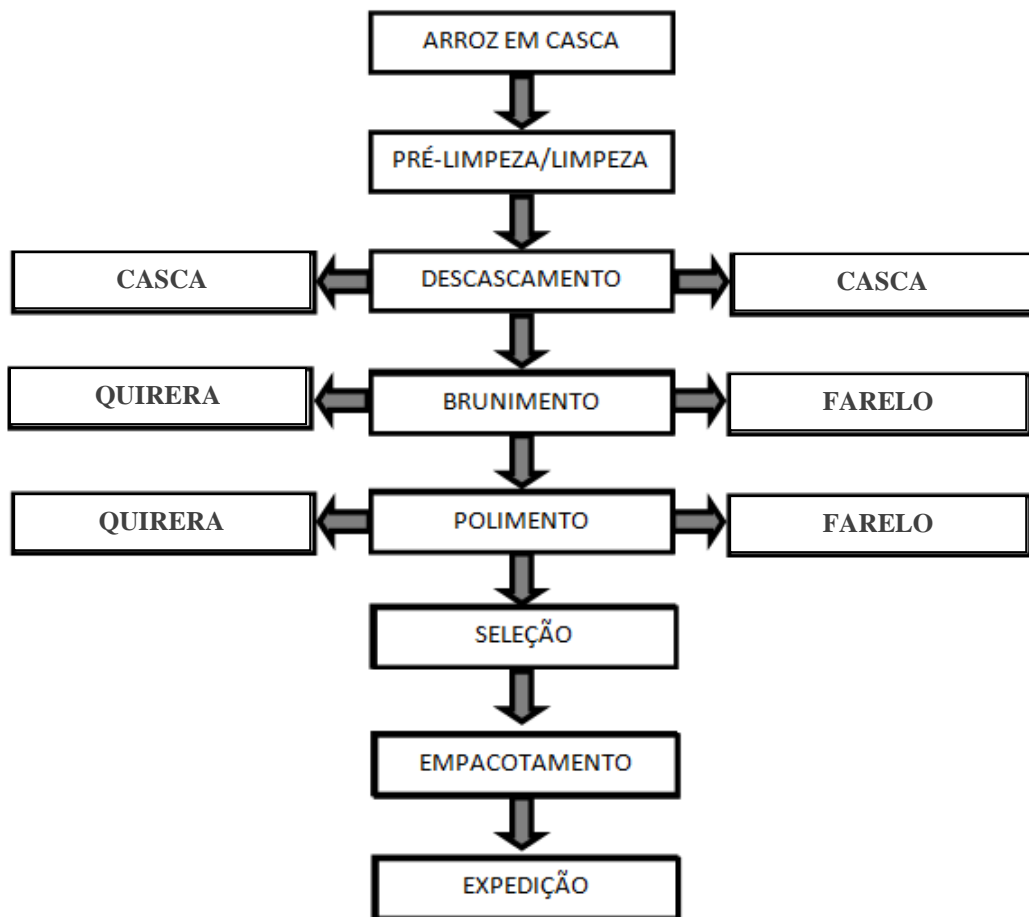 ARROZ EM CASCA
PRÉ-LIMPEZA/LIMPEZA
CASCA
DESCASCAMENTO
CASCA
QUIRERA
BRUNIMENTO
FARELO
QUIRERA
POLIMENTO
FARELO
SELEÇÃO
EMPACOTAMENTO
EXPEDIÇÃO